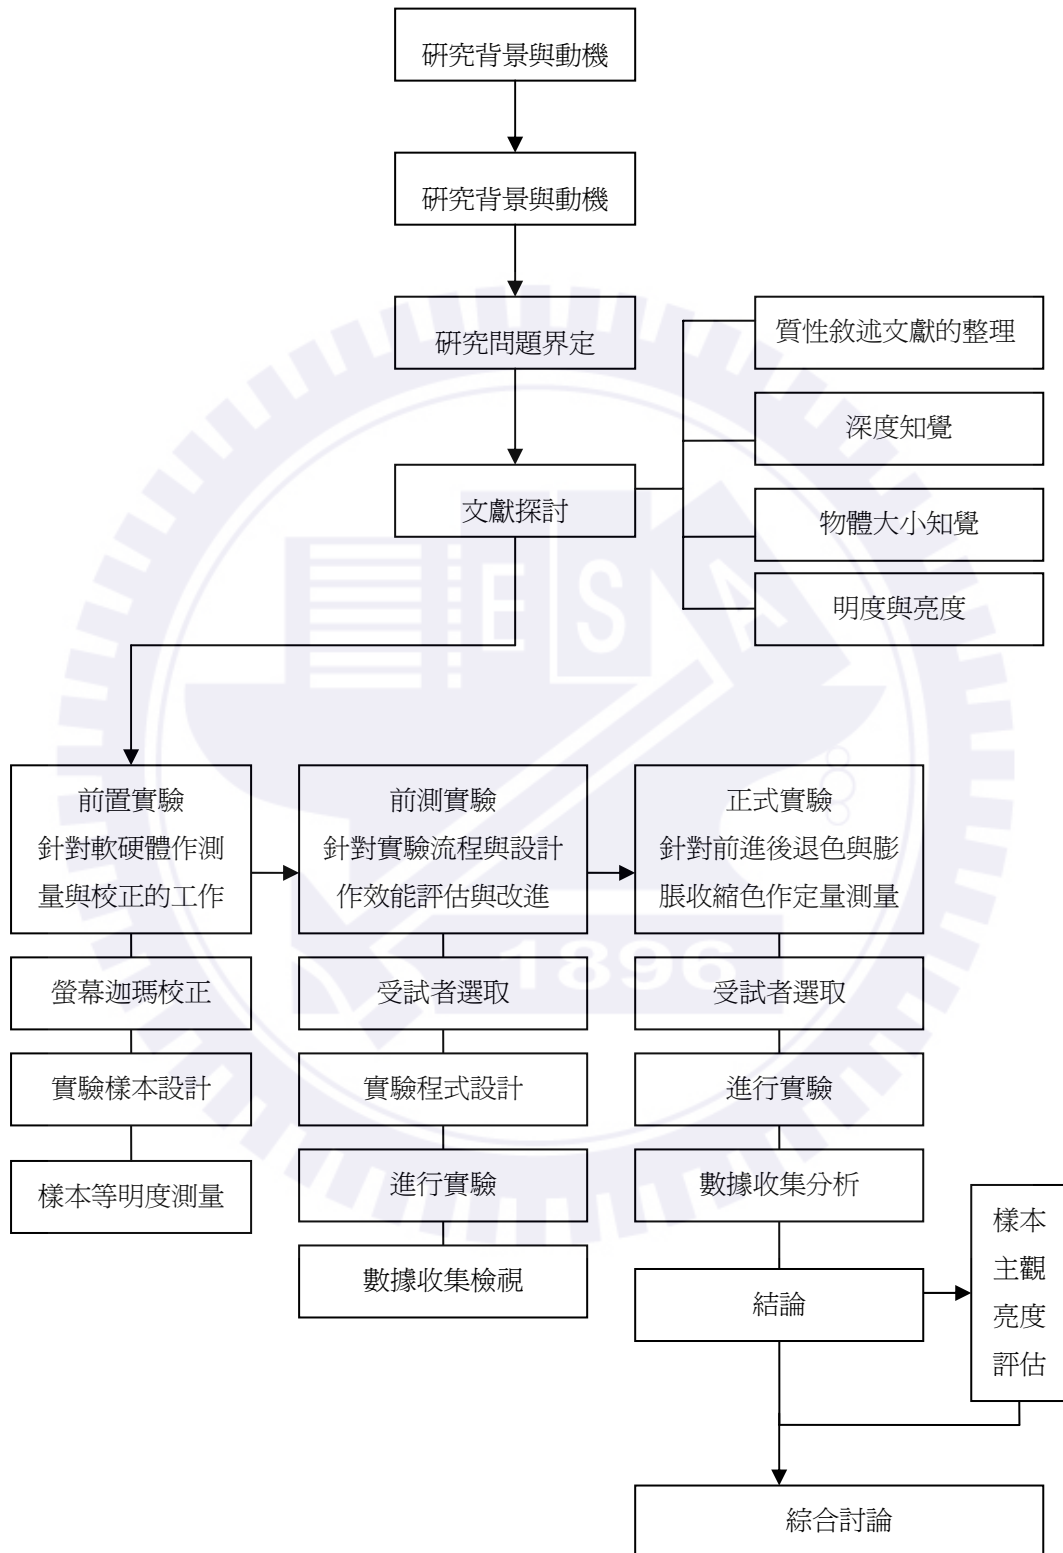 研究背景與動機
研究背景與動機
研究問題界定
質性敘述文獻的整理
深度知覺
文獻探討
物體大小知覺
明度與亮度
前置實驗
針對軟硬體作測
量與校正的工作
前測實驗
針對實驗流程與設計
作效能評估與改進
正式實驗
針對前進後退色與膨
脹收縮色作定量測量
螢幕迦瑪校正
實驗樣本設計
樣本等明度測量
受試者選取
實驗程式設計
進行實驗
數據收集檢視
受試者選取
進行實驗
數據收集分析
結論
樣本
主觀
亮度
評估
綜合討論
E S A
1896